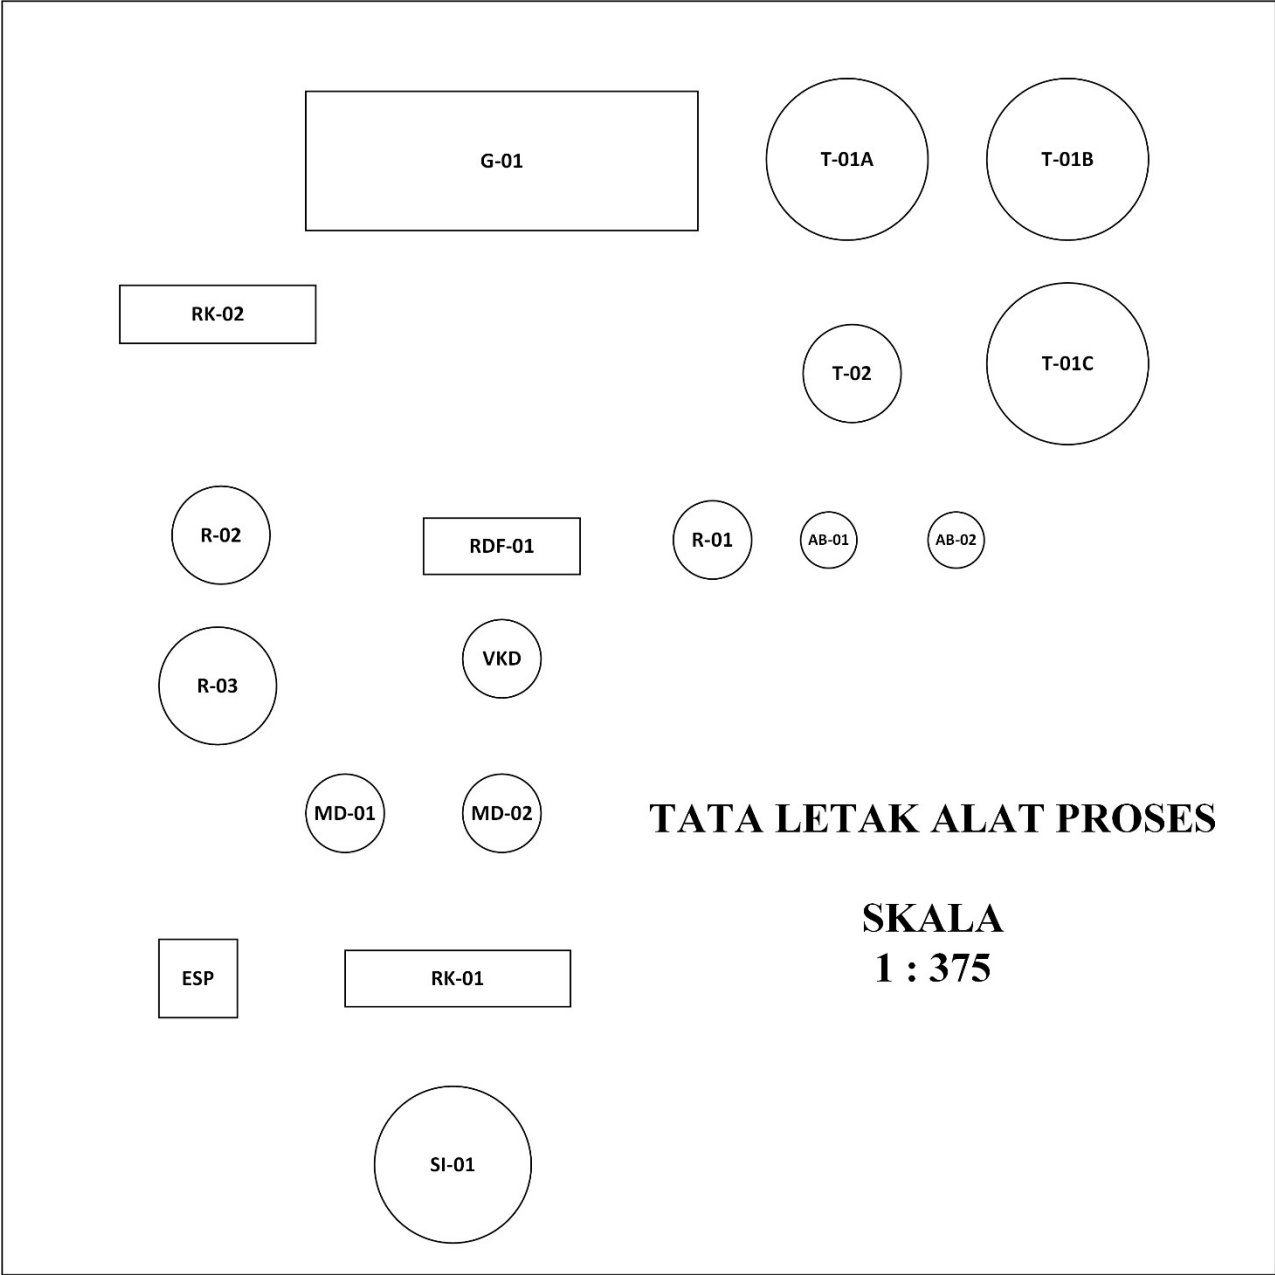 G-01
T-01A
T-01B
RK-02
T-02
T-01C
R-02
RDF-01
R-01
AB-01
AB-02
R-03
VKD
MD-01
MD-02
TATA LETAK ALAT PROSES
SKALA
1 : 375
ESP
RK-01
SI-01